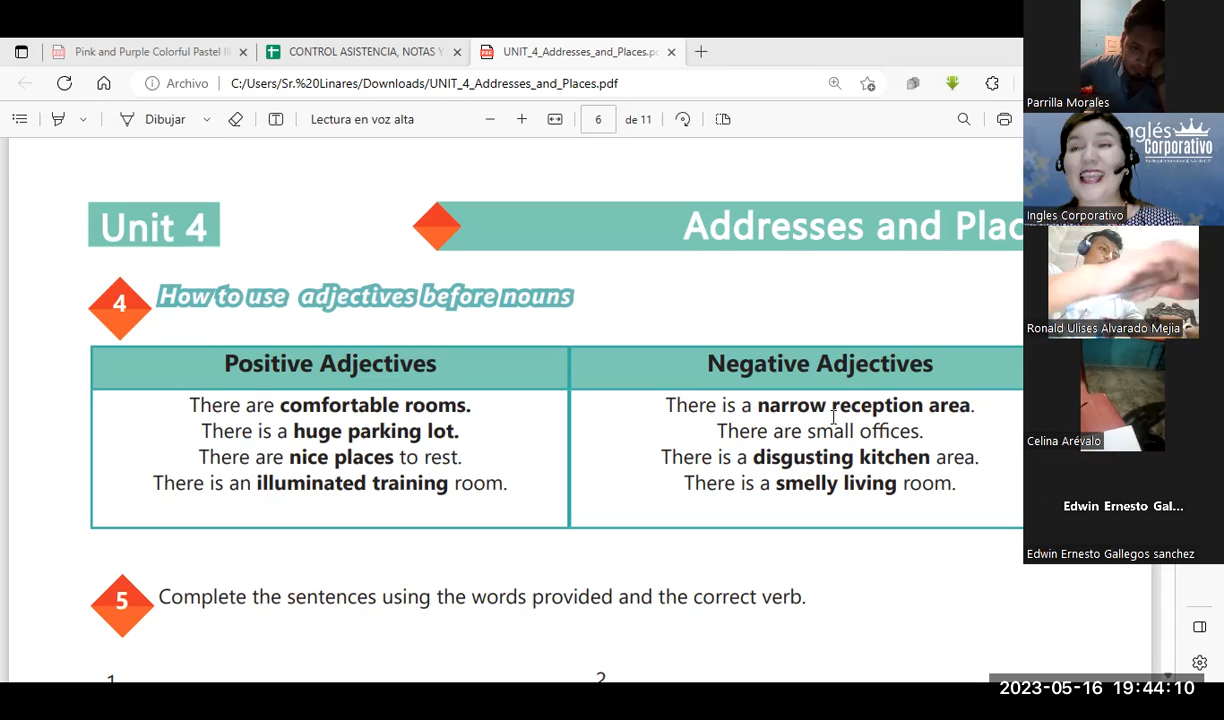 Pink and Purple Colorful Pastel Ill
CONTROL ASISTENCIA, NOTAS Y
UNIT_4_Addresses_and_Places.pd
Archivo
C:/Users/Sr.%20Linares/Downloads/UNIT_4_Addresses_and_Places.pdf
Dibujar
Lectura en voz alta
6
de 11
Unit 4
Addresses and Plac
4
How to use adjectives before nouns
Positive Adjectives
Negative Adjectives
There are comfortable rooms.
There is a huge parking lot.
There are nice places to rest.
There is an illuminated training room.
There is a narrow reception area.
There are small offices.
There is a disgusting kitchen area.
There is a smelly living room.
5
Complete the sentences using the words provided and the correct verb.
1
2
Parrilla Morales
nglés
Corporativo
Ingles Corporativo
Ronald Ulises Alvarado Mejia
Celina Arévalo
Edwin Ernesto Gal...
Edwin Ernesto Gallegos sanchez
2023-05-16 19:44:10